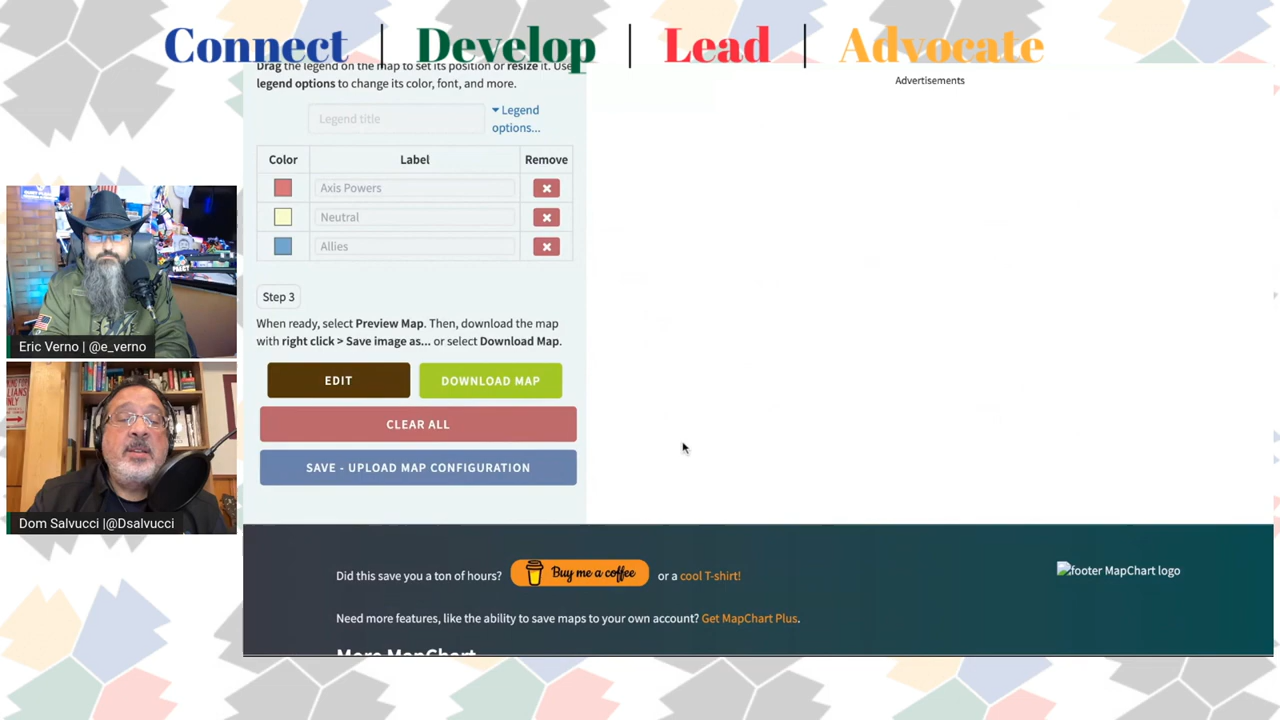 Connect | Develop | Lead | Advocate
Drag the legend on the map to set its position or resize it. Use
legend options to change its color, font, and more.
Advertisements
Legend title
Legend
options...
Color Label Remove
Axis Powers
Neutral
Allies
Step 3
When ready, select Preview Map. Then, download the map
with right click > Save image as... or select Download Map.
EDIT DOWNLOAD MAP
CLEAR ALL
SAVE - UPLOAD MAP CONFIGURATION
Eric Verno | @e_verno
Dom Salvucci |@Dsalvucci
Did this save you a ton of hours? Buy me a coffee or a cool T-shirt!
footer MapChart logo
Need more features, like the ability to save maps to your own account? Get MapChart Plus.
More MapChart